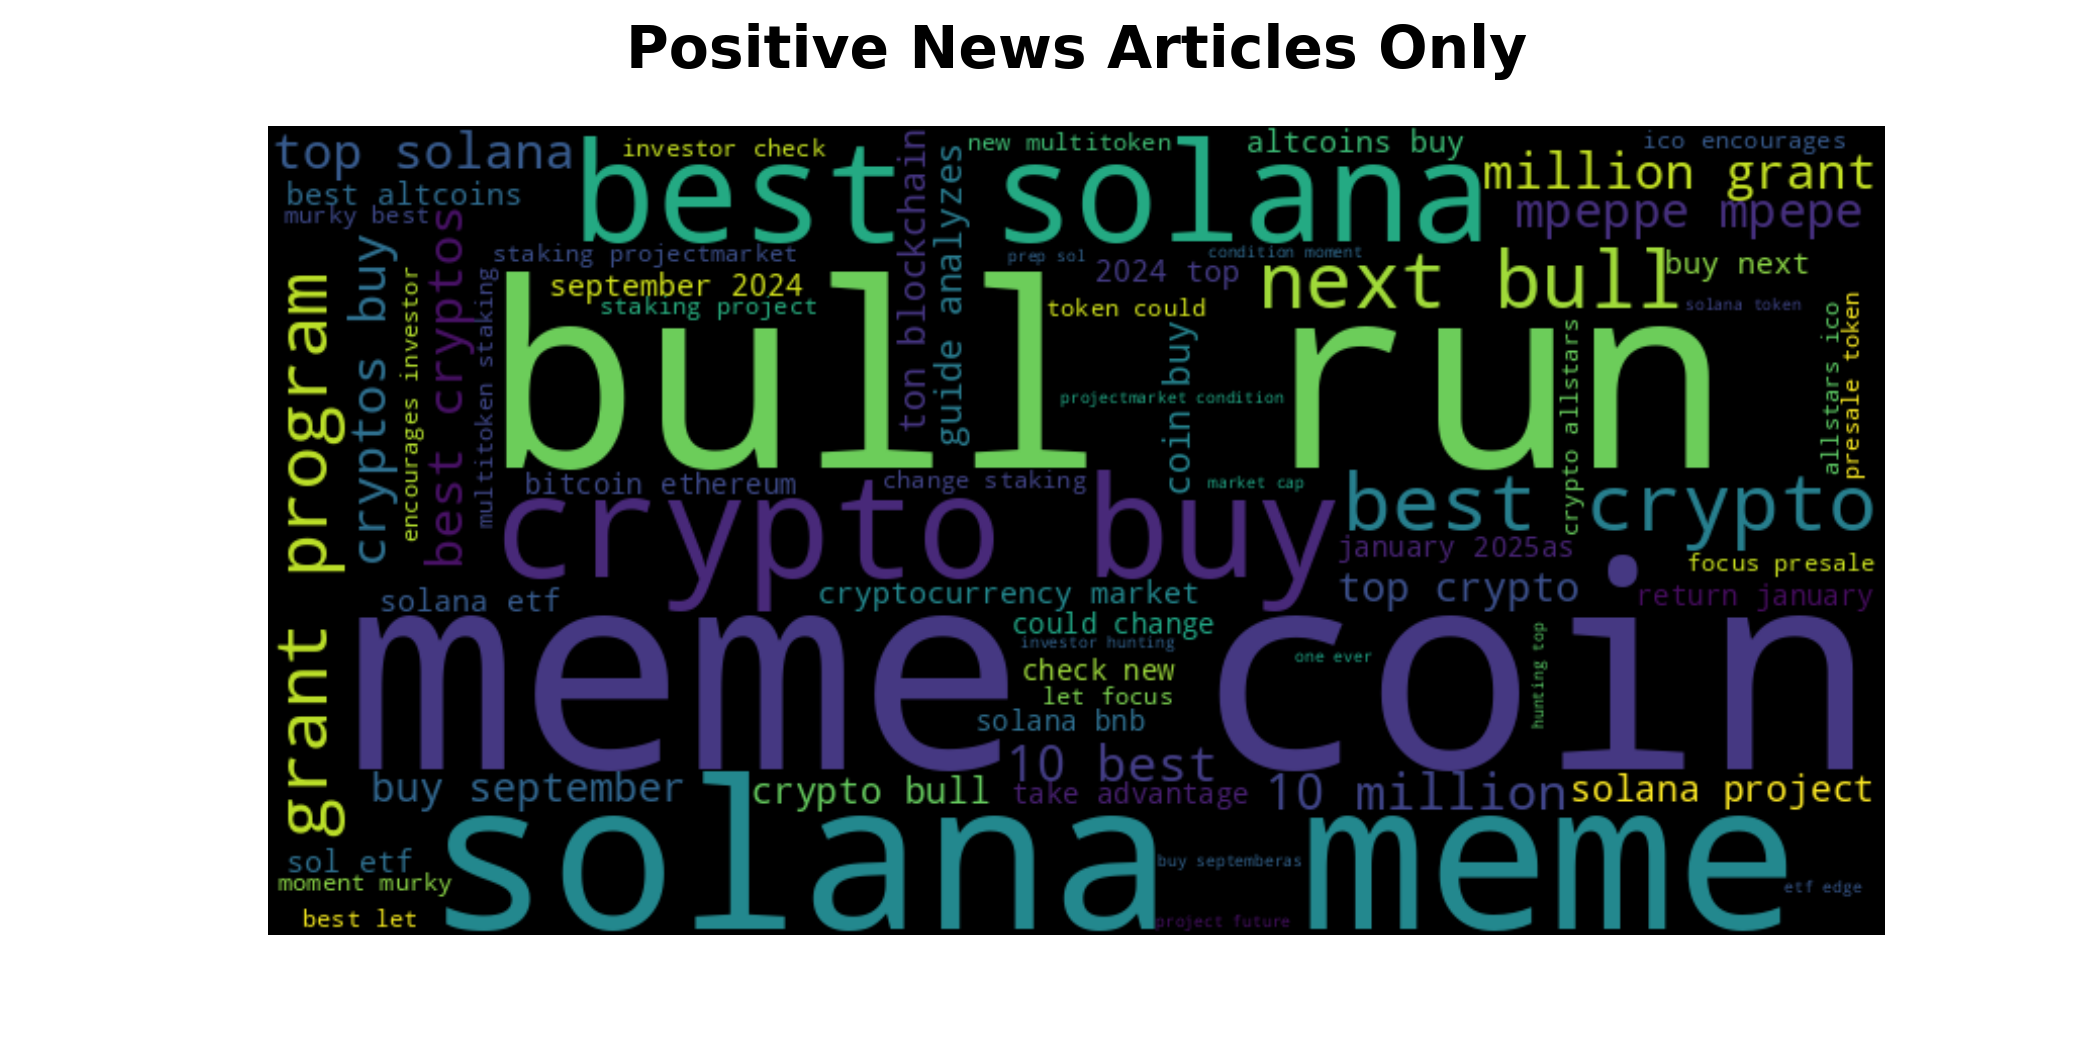 Positive News Articles Only
top solana
best altcoins
murky best
investor check
best solana
new multitoken
altcoins buy
ico encourages
million grant
mpeppe mpepe
ton blockchain
guide analyzes
staking projectmarket
prep sol
condition moment
2024 top
next bull
buy next
solana token
september 2024
staking project
token could
bull run
grant program
cryptos buy
encourages investor
best cryptos
multitoken staking
projectmarket condition
coin buy
crypto allstars
allstars ico
presale token
bitcoin ethereum
change staking
market cap
crypto buy
best crypto
january 2025as
focus presale
top crypto
return january
solana etf
cryptocurrency market
could change
investor hunting
check new
let focus
solana bnb
one ever
hunting top
meme coin
10 best
buy september
crypto bull
take advantage
10 million
solana project
solana meme
sol etf
moment murky
best let
buy septemberas
etf edge
project future